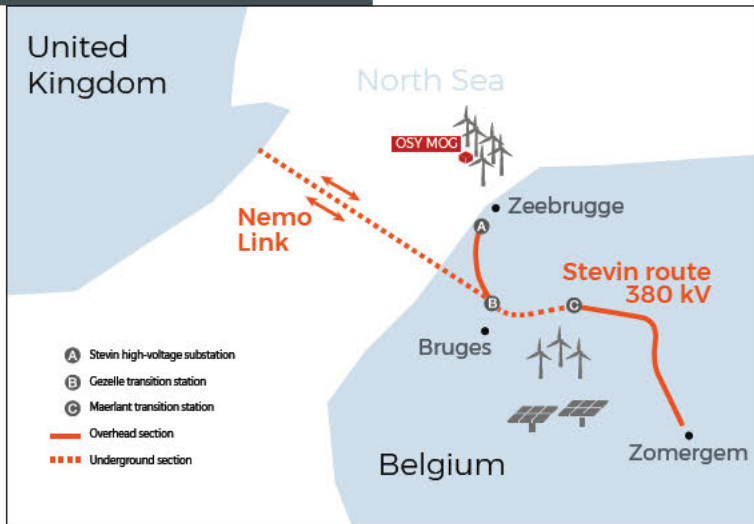 United
Kingdom
North Sea
OSY MOG
Zeebrugge
A
Nemo
Link
Stevin route
380 kV
B
C
Bruges
A Stevin high-voltage substation
B Gezelle transition station
C Maerlant transition station
Overhead section
Underground section
Belgium
Zomergem